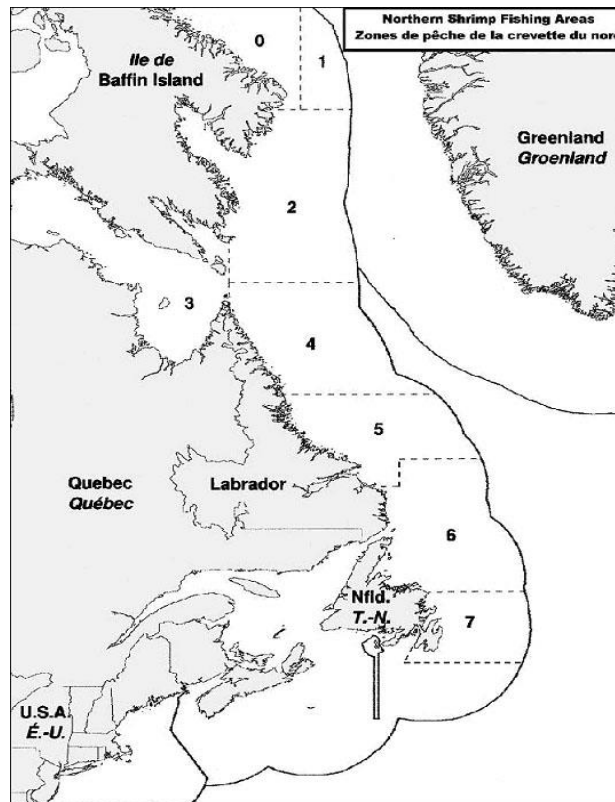 Northern Shrimp Fishing Areas
Zones de pêche de la crevette du nord
0
1
Ile de
Baffin Island
Greenland
Groenland
2
3
4
5
Quebec
Québec
Labrador
6
Nfld.
T.-N.
7
U.S.A.
É.-U.